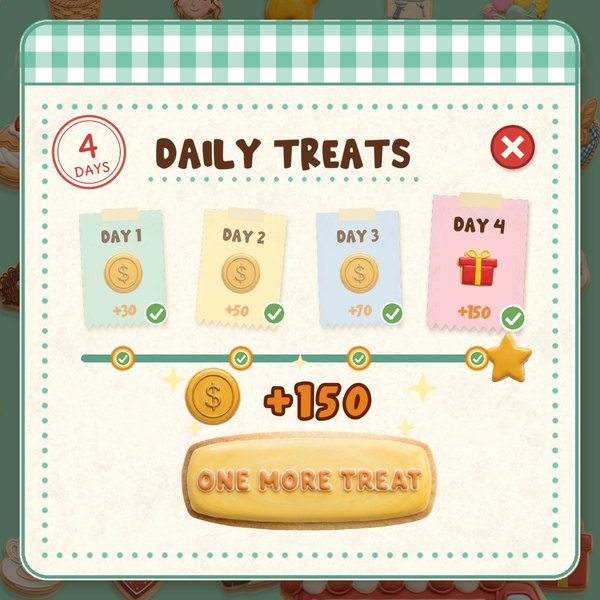 4
DAYS
DAILY TREATS
DAY 1
$
+30
DAY 2
$
+50
DAY 3
$
+70
DAY 4
+150
$
+150
ONE MORE TREAT